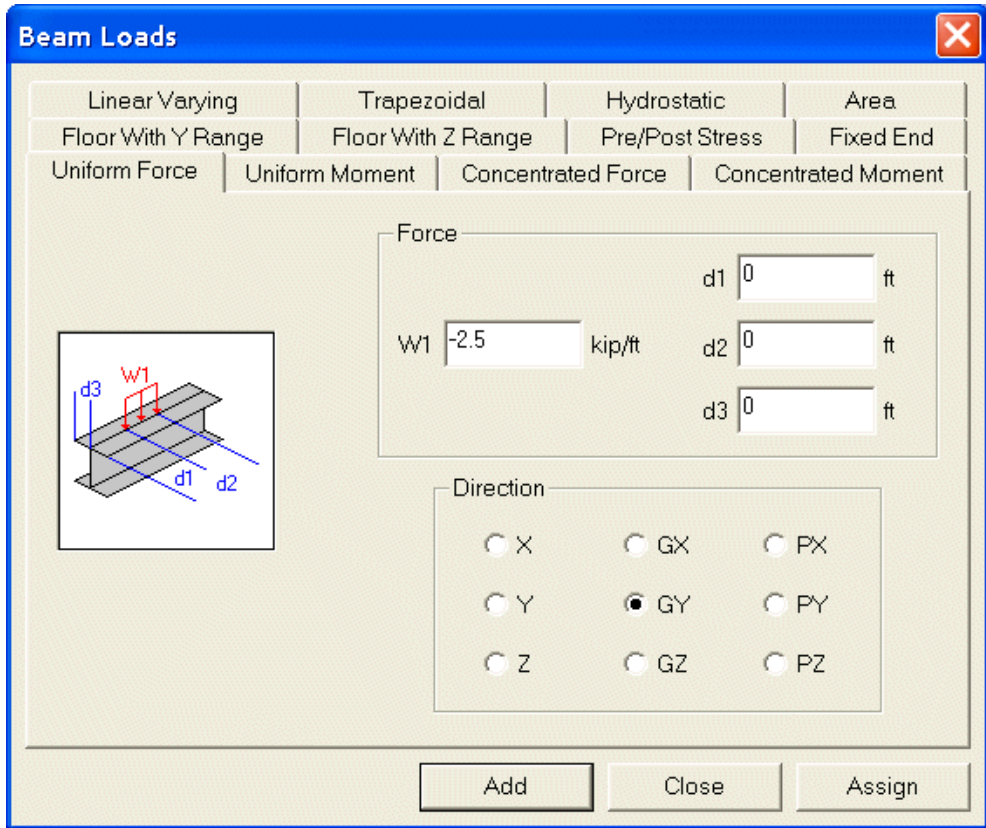 Beam Loads
Linear Varying Trapezoidal Hydrostatic Area
Floor With Y Range Floor With Z Range Pre/Post Stress Fixed End
Uniform Force Uniform Moment Concentrated Force Concentrated Moment
Force
d1 0 ft
W1 -2.5 kip/ft d2 0 ft
d3 0 ft
W1
d3
d1 d2
Direction
X GX PX
Y GY PY
Z GZ PZ
Add Close Assign